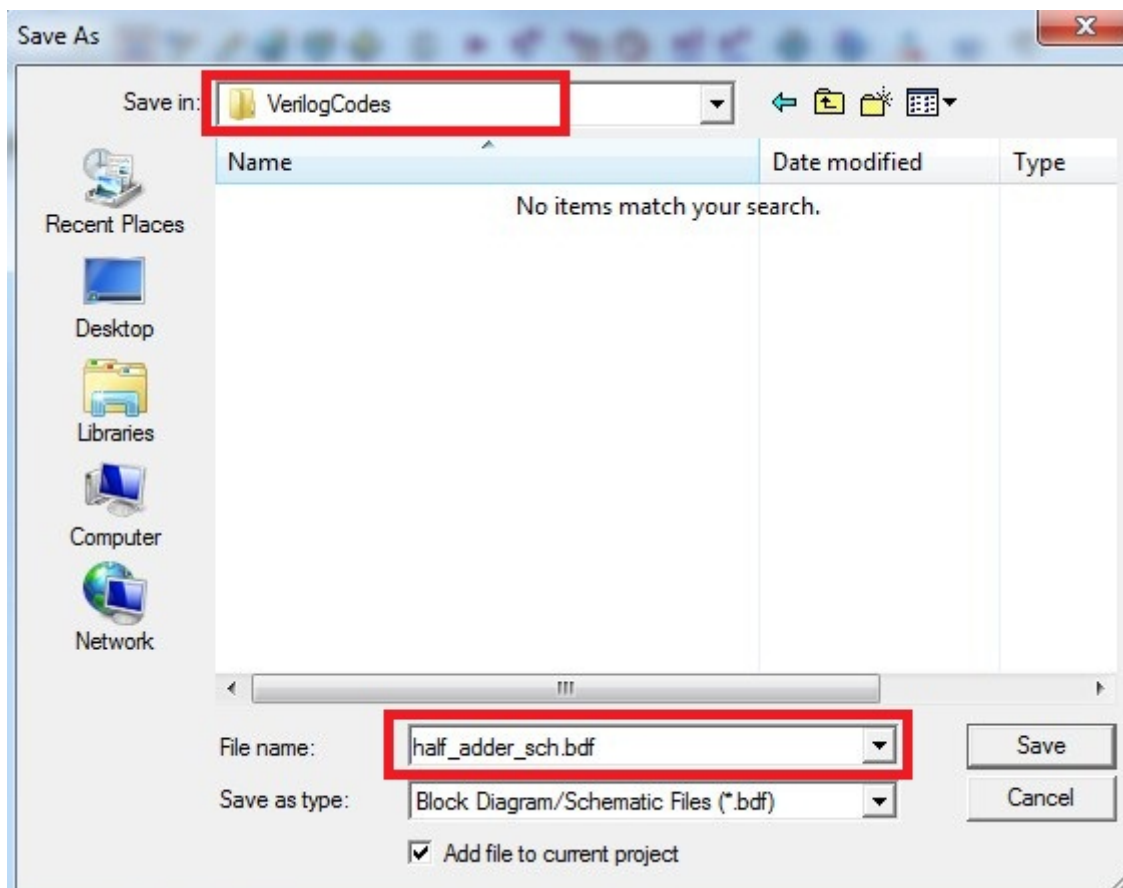 Save As
Save in: VerilogCodes
Name Date modified Type
No items match your search.
Recent Places
Desktop
Libraries
Computer
Network
File name: half_adder_sch.bdf Save
Save as type: Block Diagram/Schematic Files (*.bdf) Cancel
Add file to current project